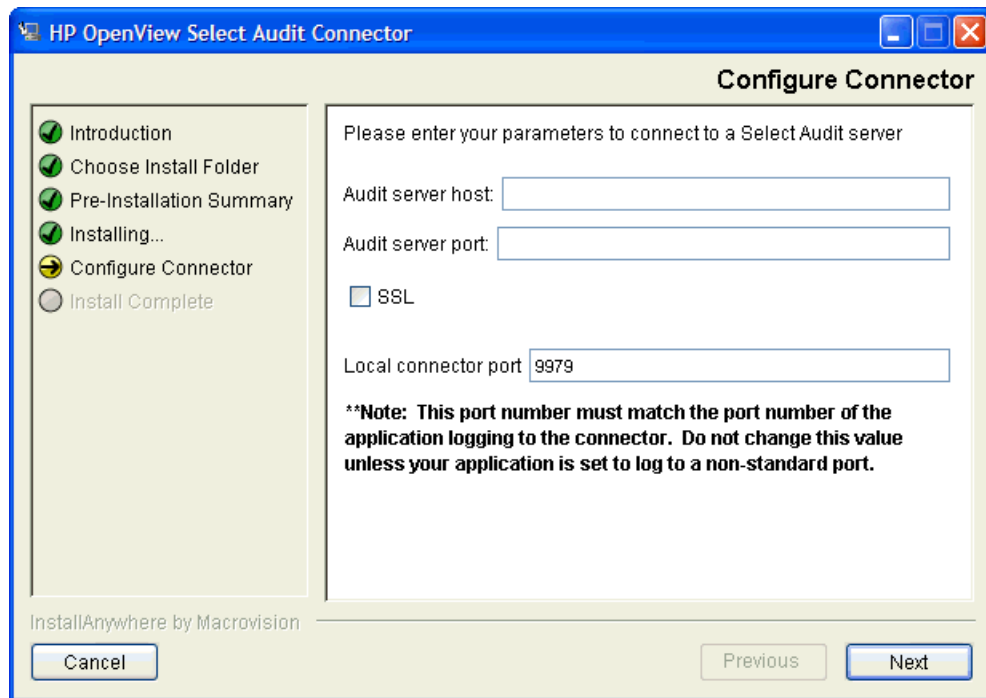 HP OpenView Select Audit Connector
Configure Connector
Introduction
Choose Install Folder
Pre-Installation Summary
Installing...
Configure Connector
Install Complete
Please enter your parameters to connect to a Select Audit server
Audit server host:
Audit server port:
SSL
Local connector port 9979
**Note: This port number must match the port number of the
application logging to the connector. Do not change this value
unless your application is set to log to a non-standard port.
InstallAnywhere by Macrovision
Cancel
Previous
Next